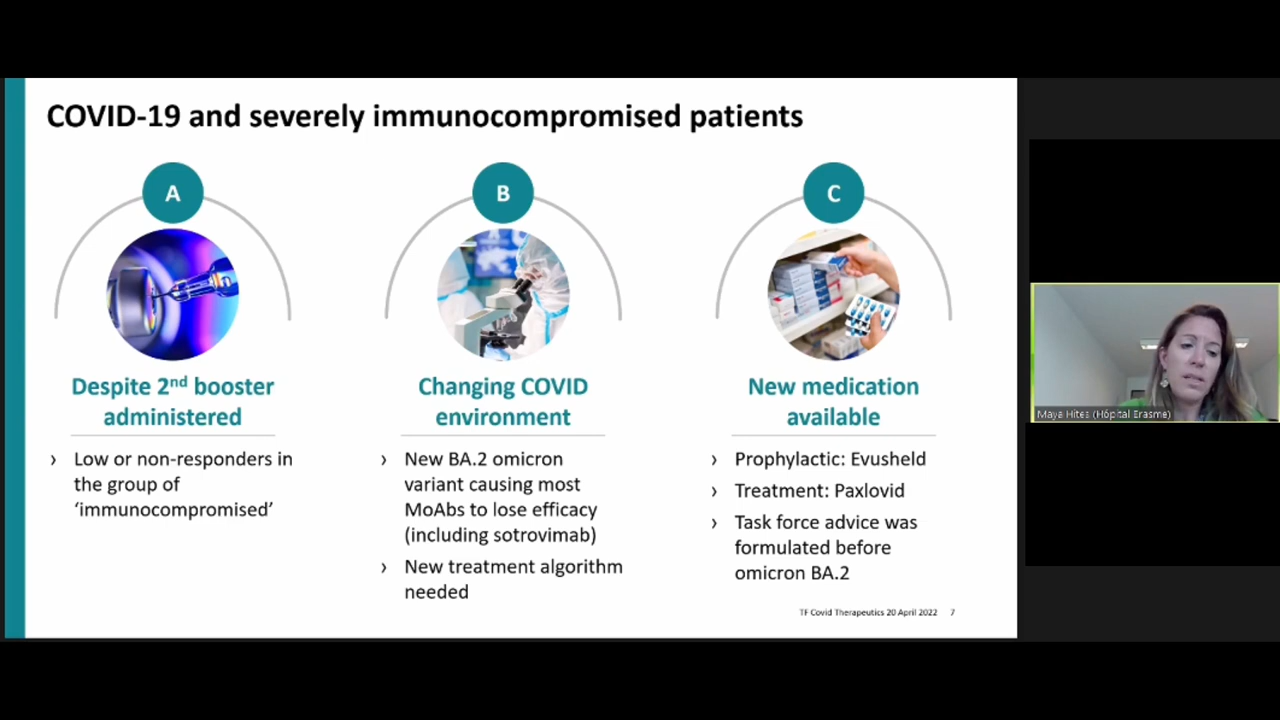 COVID-19 and severely immunocompromised patients
A
Despite 2nd booster
administered
› Low or non-responders in
the group of
‘immunocompromised’
B
Changing COVID
environment
› New BA.2 omicron
variant causing most
MoAbs to lose efficacy
(including sotrovimab)
› New treatment algorithm
needed
C
New medication
available
› Prophylactic: Evusheld
› Treatment: Paxlovid
› Task force advice was
formulated before
omicron BA.2
TF Covid Therapeutics 20 April 2022 7
Maya Hites (Hôpital Erasme)